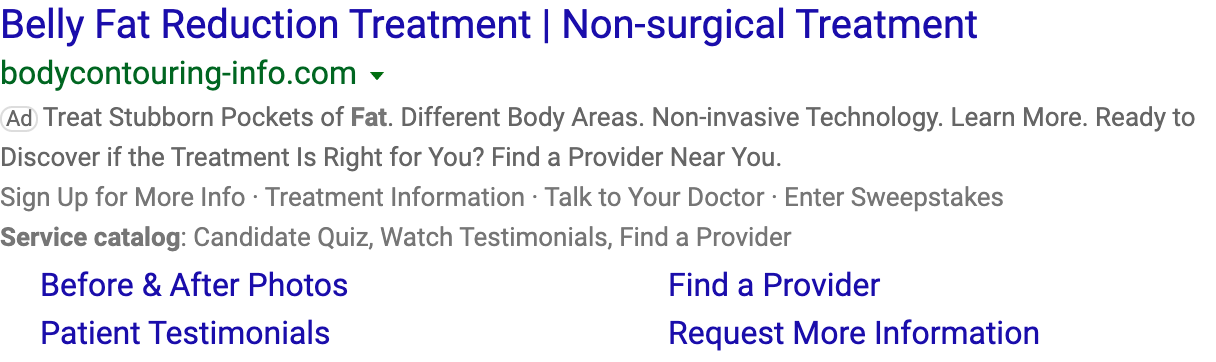 Belly Fat Reduction Treatment | Non-surgical Treatment
bodycontouring-info.com
Ad Treat Stubborn Pockets of Fat. Different Body Areas. Non-invasive Technology. Learn More. Ready to
Discover if the Treatment Is Right for You? Find a Provider Near You.
Sign Up for More Info · Treatment Information · Talk to Your Doctor · Enter Sweepstakes
Service catalog: Candidate Quiz, Watch Testimonials, Find a Provider
Before & After Photos Find a Provider
Patient Testimonials Request More Information